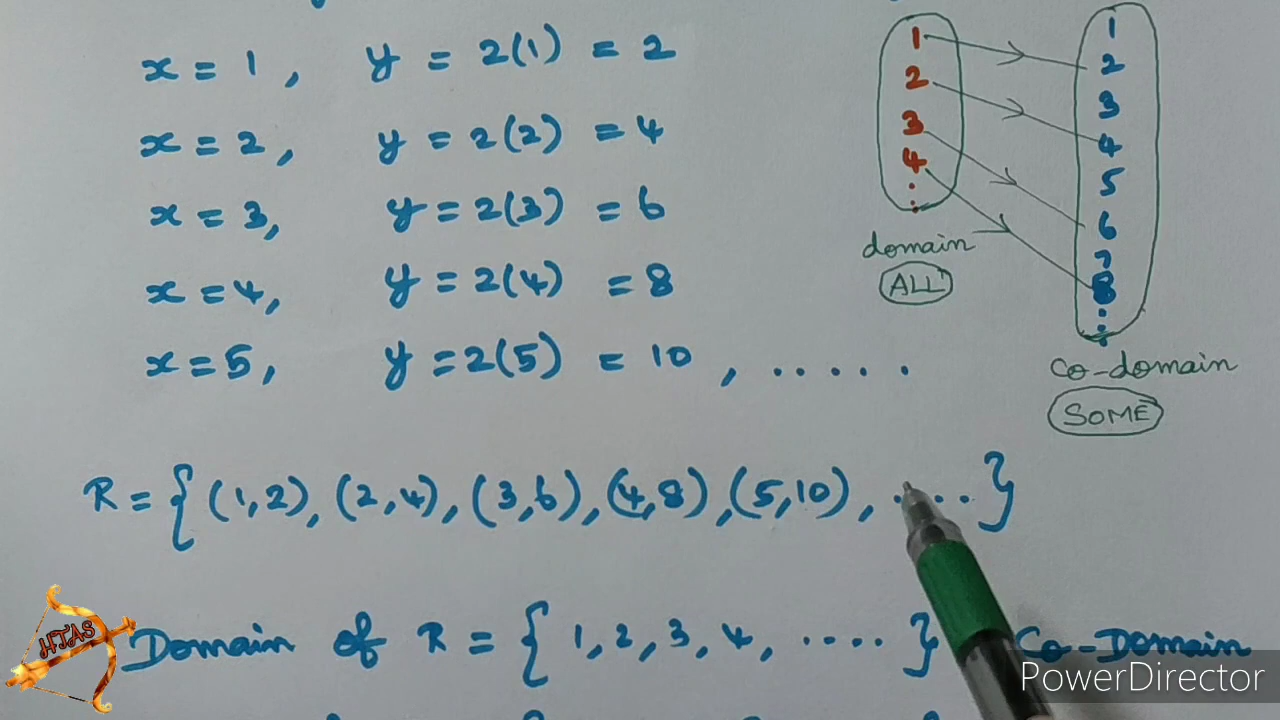 x = 1, y = 2(1) = 2
x = 2, y = 2(2) = 4
x = 3, y = 2(3) = 6
x = 4, y = 2(4) = 8
x = 5, y = 2(5) = 10 , .....
1
2
3
4
:
domain
ALL
1
2
3
4
5
6
7
8
:
co-domain
SOME
R = { (1,2), (2,4), (3,6), (4,8), (5,10), .... }
Domain of R = { 1, 2, 3, 4, .... } Co-Domain
HTAS
PowerDirector